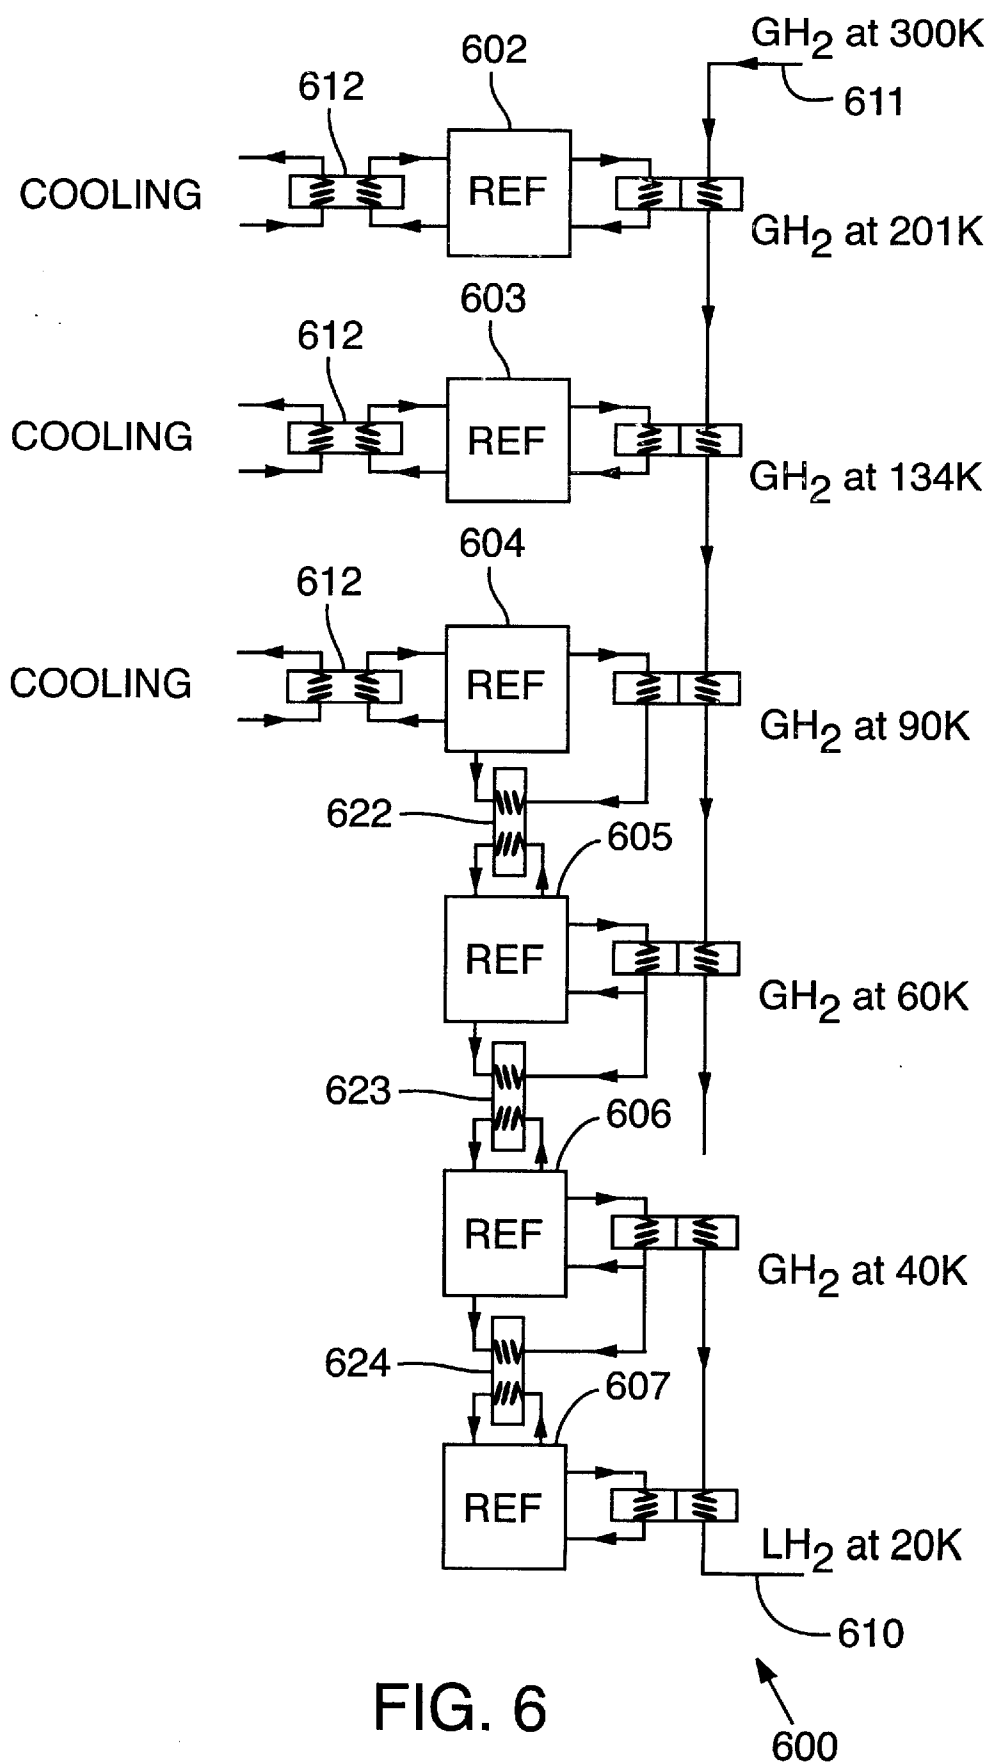 GH2 at 300K
602
612
611
COOLING
REF
GH2 at 201K
603
612
COOLING
REF
GH2 at 134K
604
612
COOLING
REF
GH2 at 90K
622
605
REF
GH2 at 60K
623
606
REF
GH2 at 40K
624
607
REF
LH2 at 20K
610
FIG. 6
600